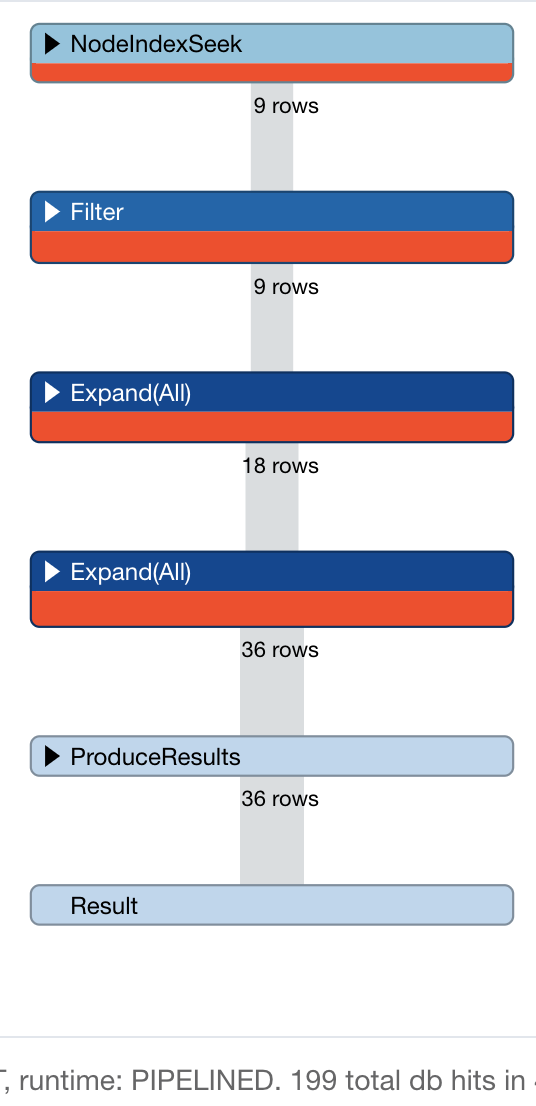 NodeIndexSeek
9 rows
Filter
9 rows
Expand(All)
18 rows
Expand(All)
36 rows
ProduceResults
36 rows
Result
, runtime: PIPELINED. 199 total db hits in